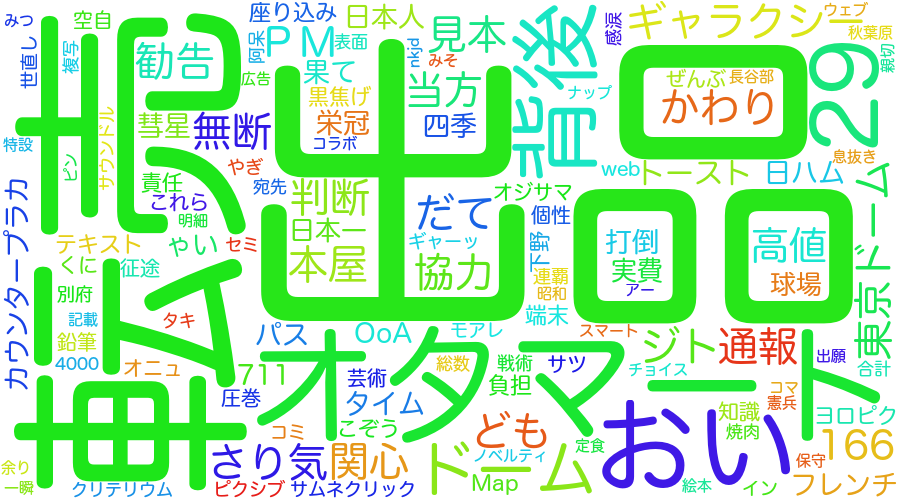 みつ
空自
座り込み
日本人
感涙
ギャラクシー
ウェブ
世直し
複写
勧告
阿呆
ＰＭ
表面
見本
背後
品
秋葉原
親切
広告
果て
みそ
ぜんぶ
長谷部
29
サウンドル
彗星
無断
黒焦げ
栄冠
コラボ
当方
四季
ナップ
かわり
特設
ピン
責任
これら
明細
やぎ
宛先
判断
日本一
本屋
出
だて
ギャーッ
協力
オジサマ
個性
下野
web
トースト
日ハム
息抜き
カウンタープラカ
テキスト
くに
征途
やい
セミ
連覇
昭和
打倒
実費
アー
高値
球場
東京ドーム
別府
記載
鉛筆
4000
タキ
オニュ
パス
OoA
モアレ
端末
スマート
ジト
通報
出願
合計
711
圧巻
芸術
タイム
オタマート
総数
戦術
負担
サツ
チョイス
コマ
憲兵
コミ
こぞう
ども
おい
知識
焼肉
ヨロピク
余り
さり気
関心
ドーム
ノベルティ
定食
166
保守
クリテリウム
ピクシブ
サムネクリック
Map
絵本
イン
フレンチ